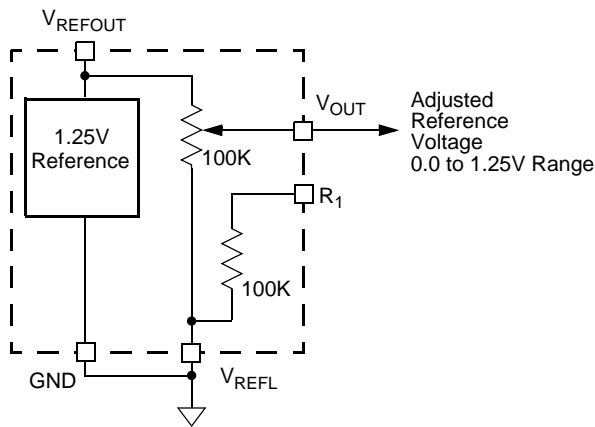 VREFOUT
1.25V
Reference
100K
VOUT
Adjusted
Reference
Voltage
0.0 to 1.25V Range
R1
100K
GND
VREFL